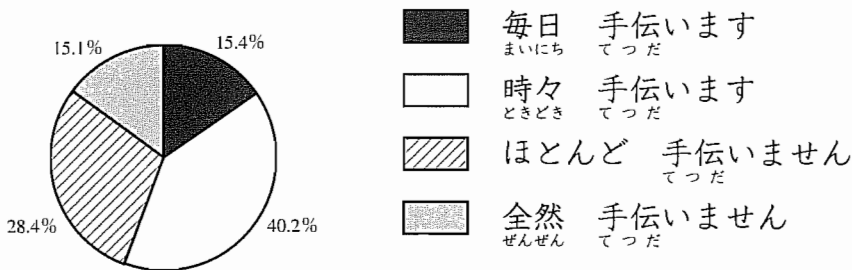 15.1%
15.4%
28.4%
40.2%
毎日 手伝います
まいにち てつだ
時々 手伝います
ときどき てつだ
ほとんど 手伝いません
てつだ
全然 手伝いません
ぜんぜん てつだ